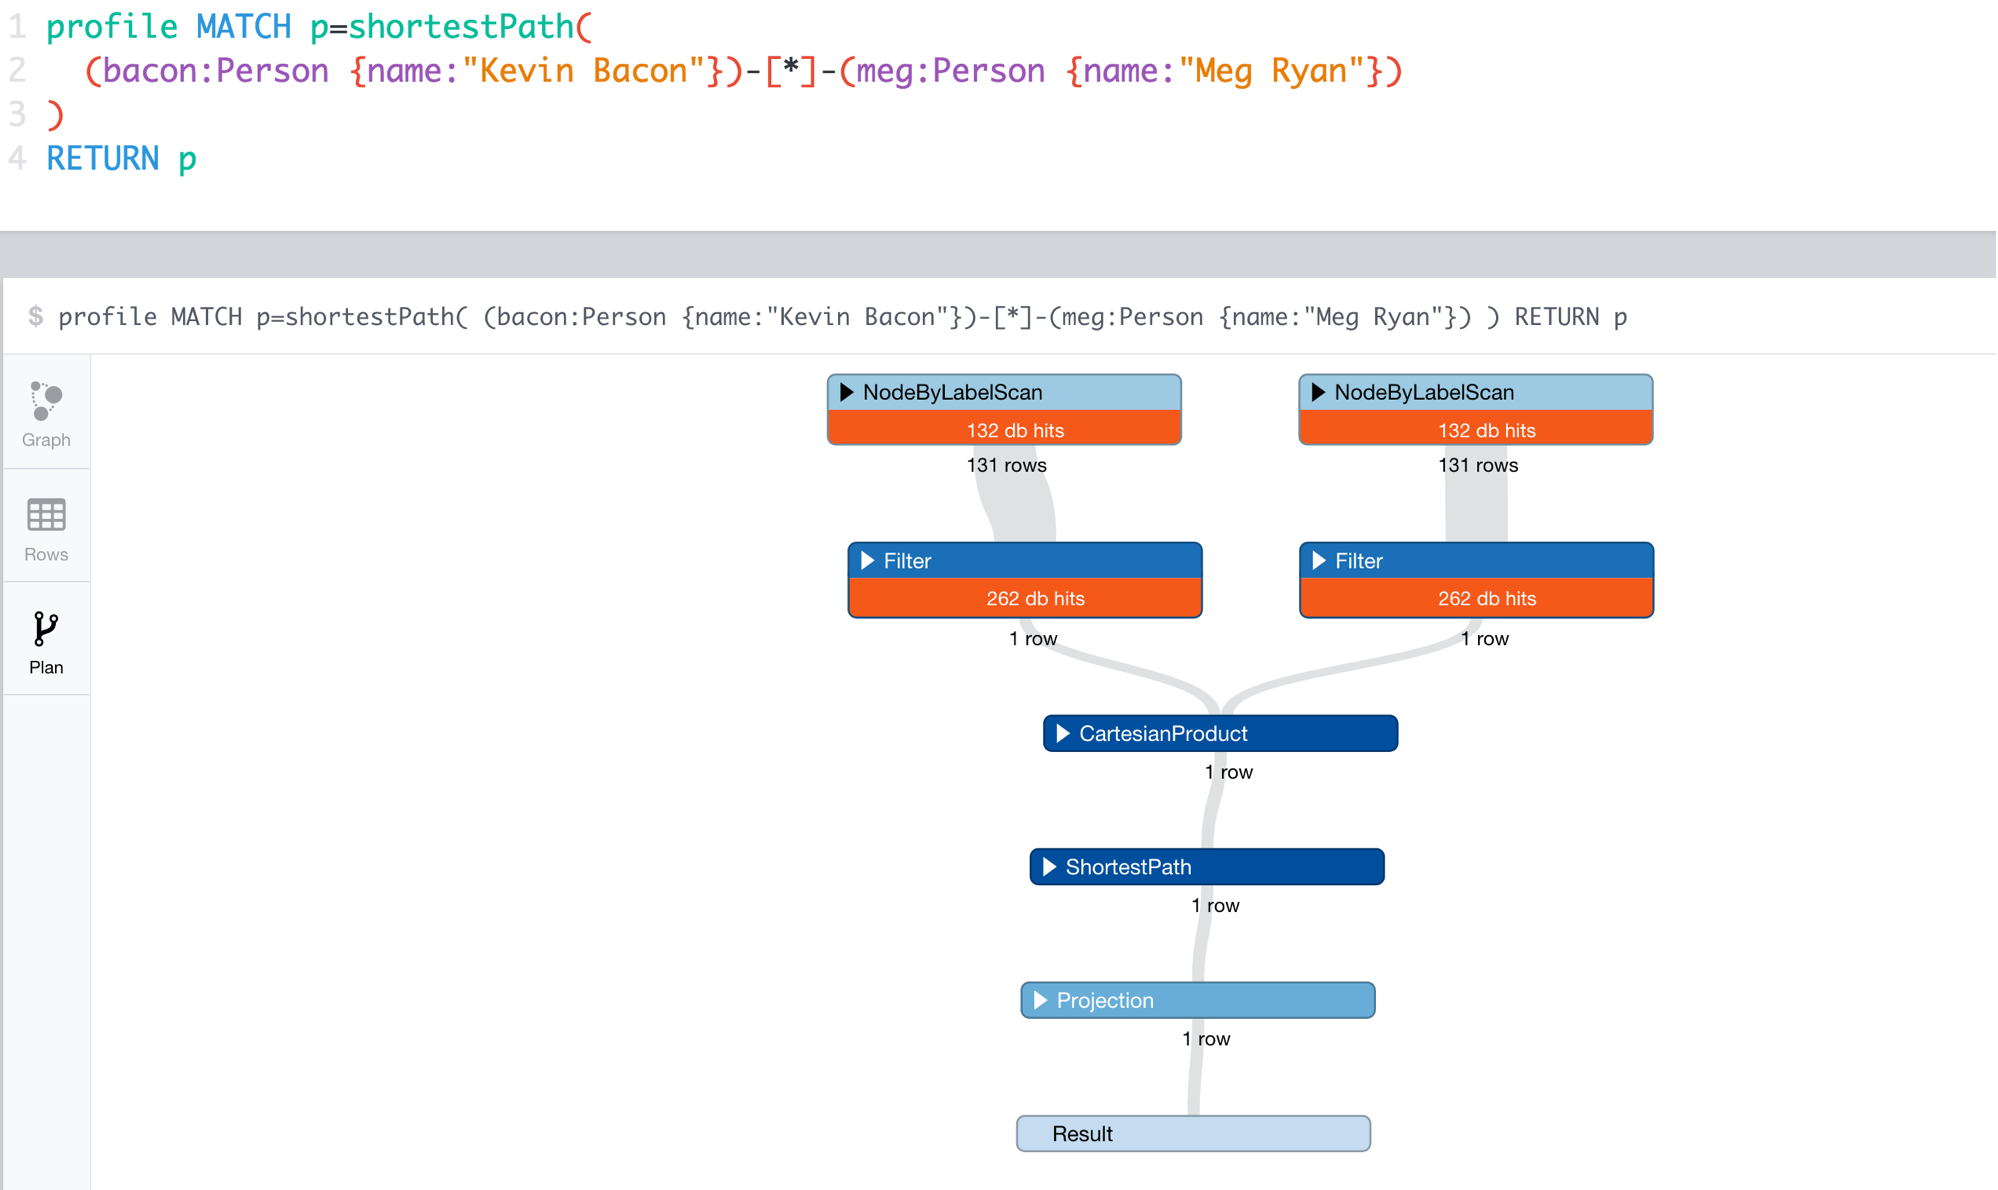 1 profile MATCH p=shortestPath(
2 (bacon:Person {name:"Kevin Bacon"})-[*]-(meg:Person {name:"Meg Ryan"})
3 )
4 RETURN p
$ profile MATCH p=shortestPath( (bacon:Person {name:"Kevin Bacon"})-[*]-(meg:Person {name:"Meg Ryan"}) ) RETURN p
Graph
Rows
Plan
NodeByLabelScan
132 db hits
131 rows
NodeByLabelScan
132 db hits
131 rows
Filter
262 db hits
1 row
Filter
262 db hits
1 row
CartesianProduct
1 row
ShortestPath
1 row
Projection
1 row
Result